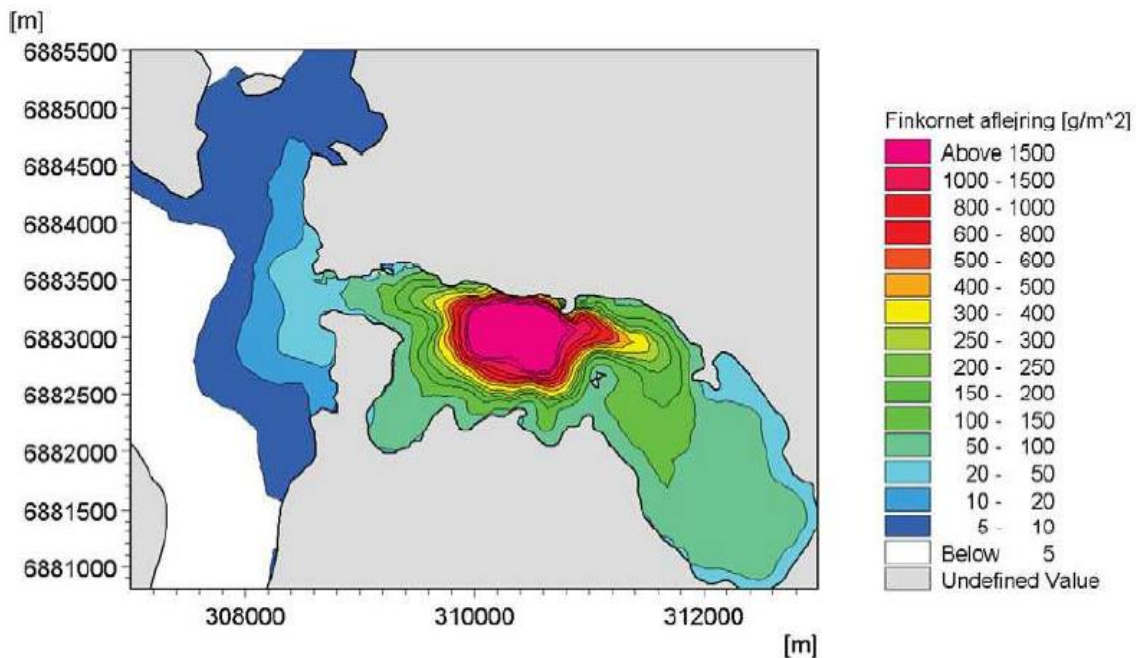 [m]
6885500
6885000
6884500
6884000
6883500
6883000
6882500
6882000
6881500
6881000
308000 310000 312000
[m]
Finkornet aflejring [g/m^2]
Above 1500
1000 - 1500
800 - 1000
600 - 800
500 - 600
400 - 500
300 - 400
250 - 300
200 - 250
150 - 200
100 - 150
50 - 100
20 - 50
10 - 20
5 - 10
Below 5
Undefined Value